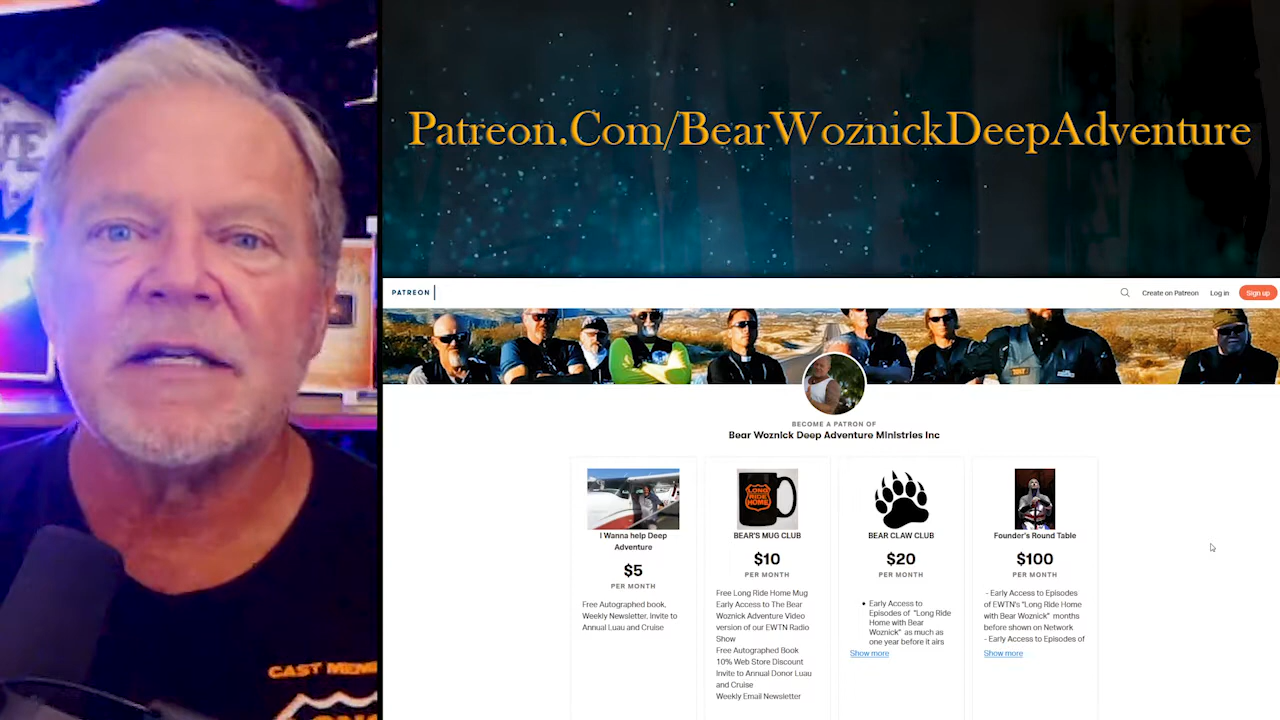 Patreon.Com/BearWoznickDeepAdventure
PATREON
Create on Patreon
Log in
Sign up
BECOME A PATRON OF
Bear Woznick Deep Adventure Ministries Inc
I Wanna help Deep
Adventure
$5
PER MONTH
Free Autographed book,
Weekly Newsletter, Invite to
Annual Luau and Cruise
LONG
RIDE
HOME
BEAR'S MUG CLUB
$10
PER MONTH
Free Long Ride Home Mug
Early Access to The Bear
Woznick Adventure Video
version of our EWTN Radio
Show
Free Autographed Book
10% Web Store Discount
Invite to Annual Donor Luau
and Cruise
Weekly Email Newsletter
BEAR CLAW CLUB
$20
PER MONTH
• Early Access to
Episodes of "Long Ride
Home with Bear
Woznick" as much as
one year before it airs
Show more
Founder's Round Table
$100
PER MONTH
- Early Access to Episodes
of EWTN's "Long Ride Home
with Bear Woznick" months
before shown on Network
- Early Access to Episodes of
Show more
CAST MEM